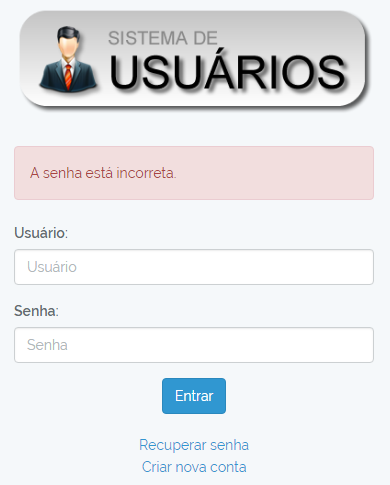 SISTEMA DE
USUÁRIOS
A senha está incorreta.
Usuário:
Usuário
Senha:
Senha
Entrar
Recuperar senha
Criar nova conta